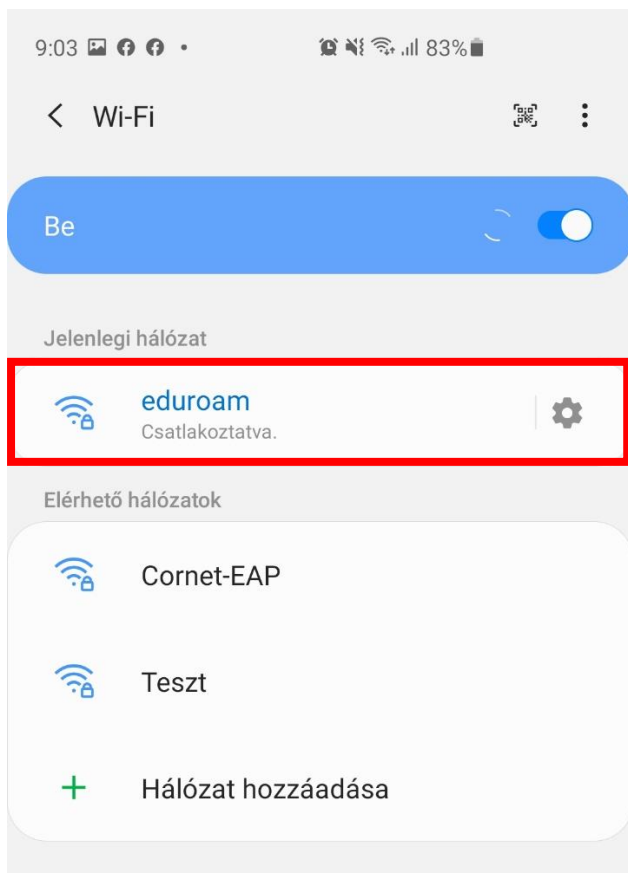 9:03 83%
Wi-Fi
Be
Jelenlegi hálózat
eduroam
Csatlakoztatva.
Elérhető hálózatok
Cornet-EAP
Teszt
Hálózat hozzáadása